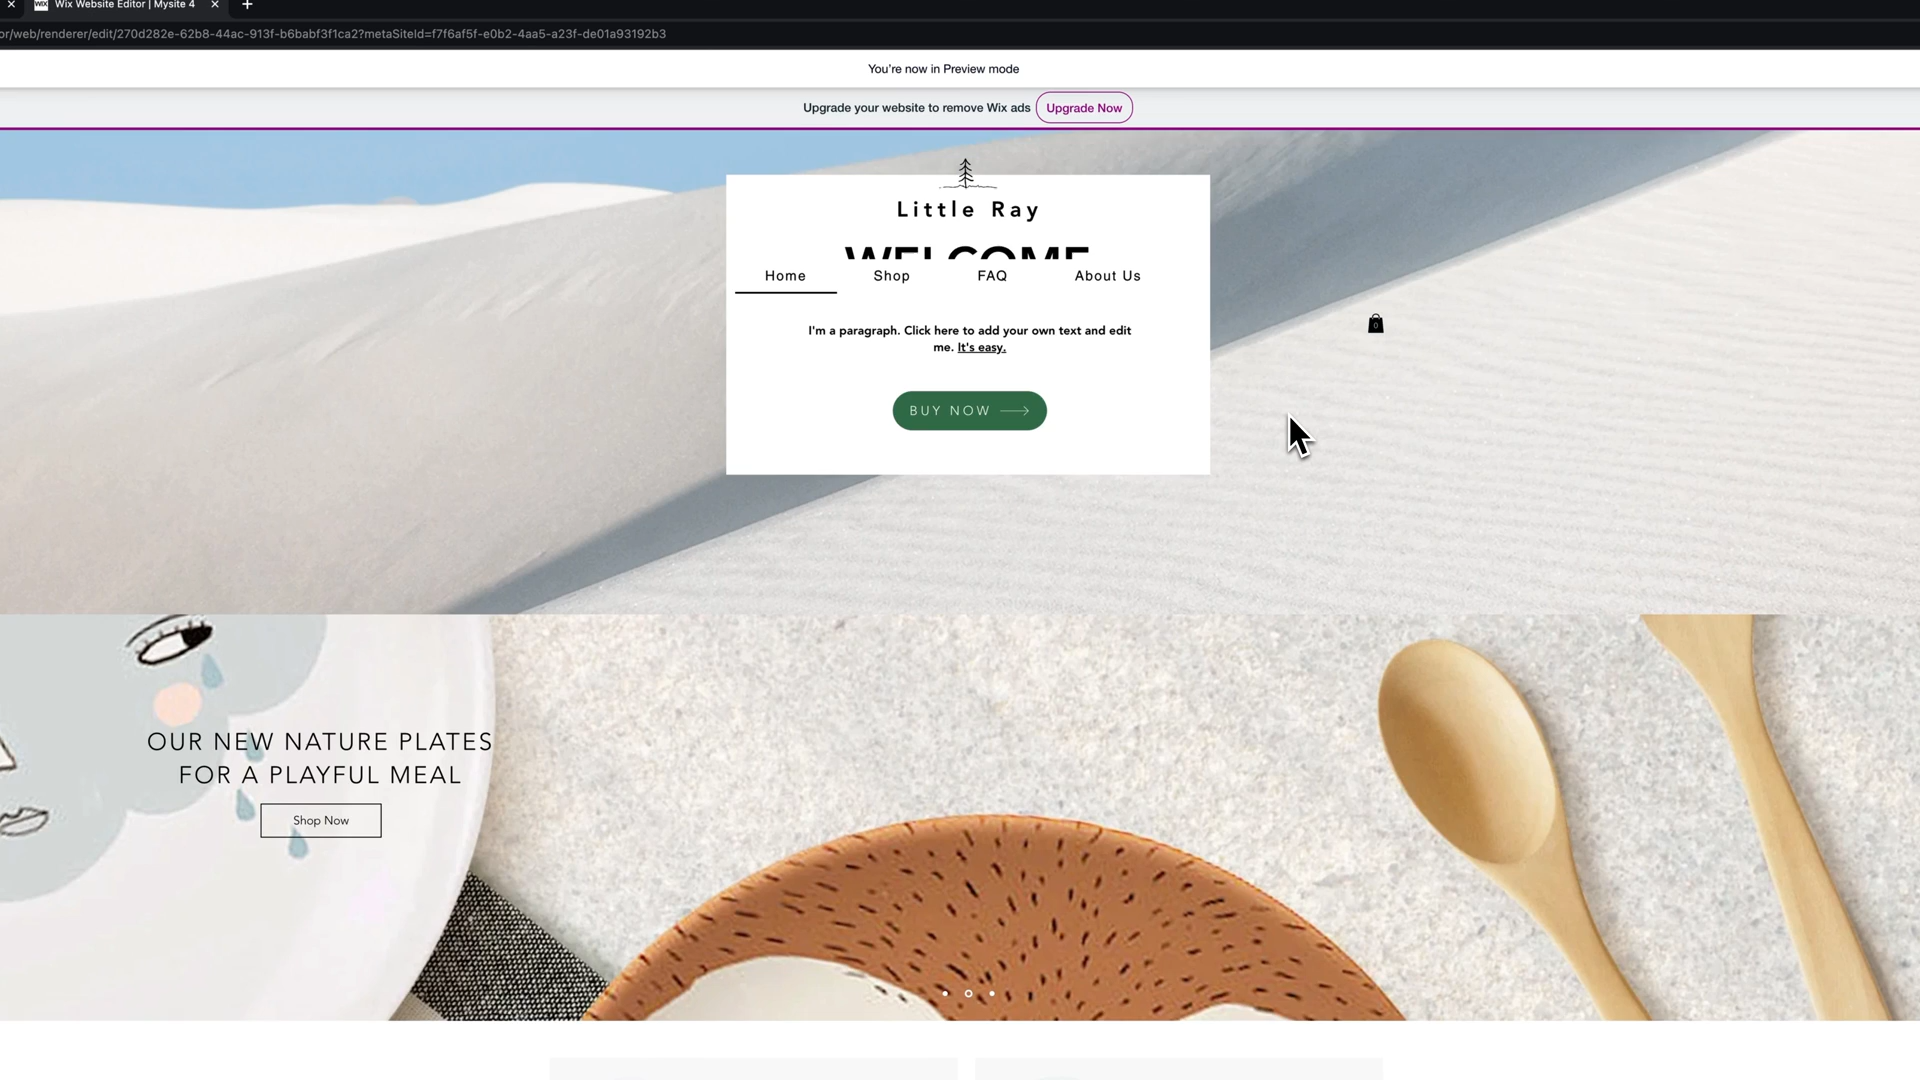 Wix Website Editor | Mysite 4
or/web/renderer/edit/270d282e-62b8-44ac-913f-b6babf3f1ca2?metaSiteId=f7f6af5f-e0b2-4aa5-a23f-de01a93192b3
You're now in Preview mode
Upgrade your website to remove Wix ads Upgrade Now
Little Ray
WELCOME
Home Shop FAQ About Us
0
I'm a paragraph. Click here to add your own text and edit
me. It's easy.
BUY NOW
OUR NEW NATURE PLATES
FOR A PLAYFUL MEAL
Shop Now